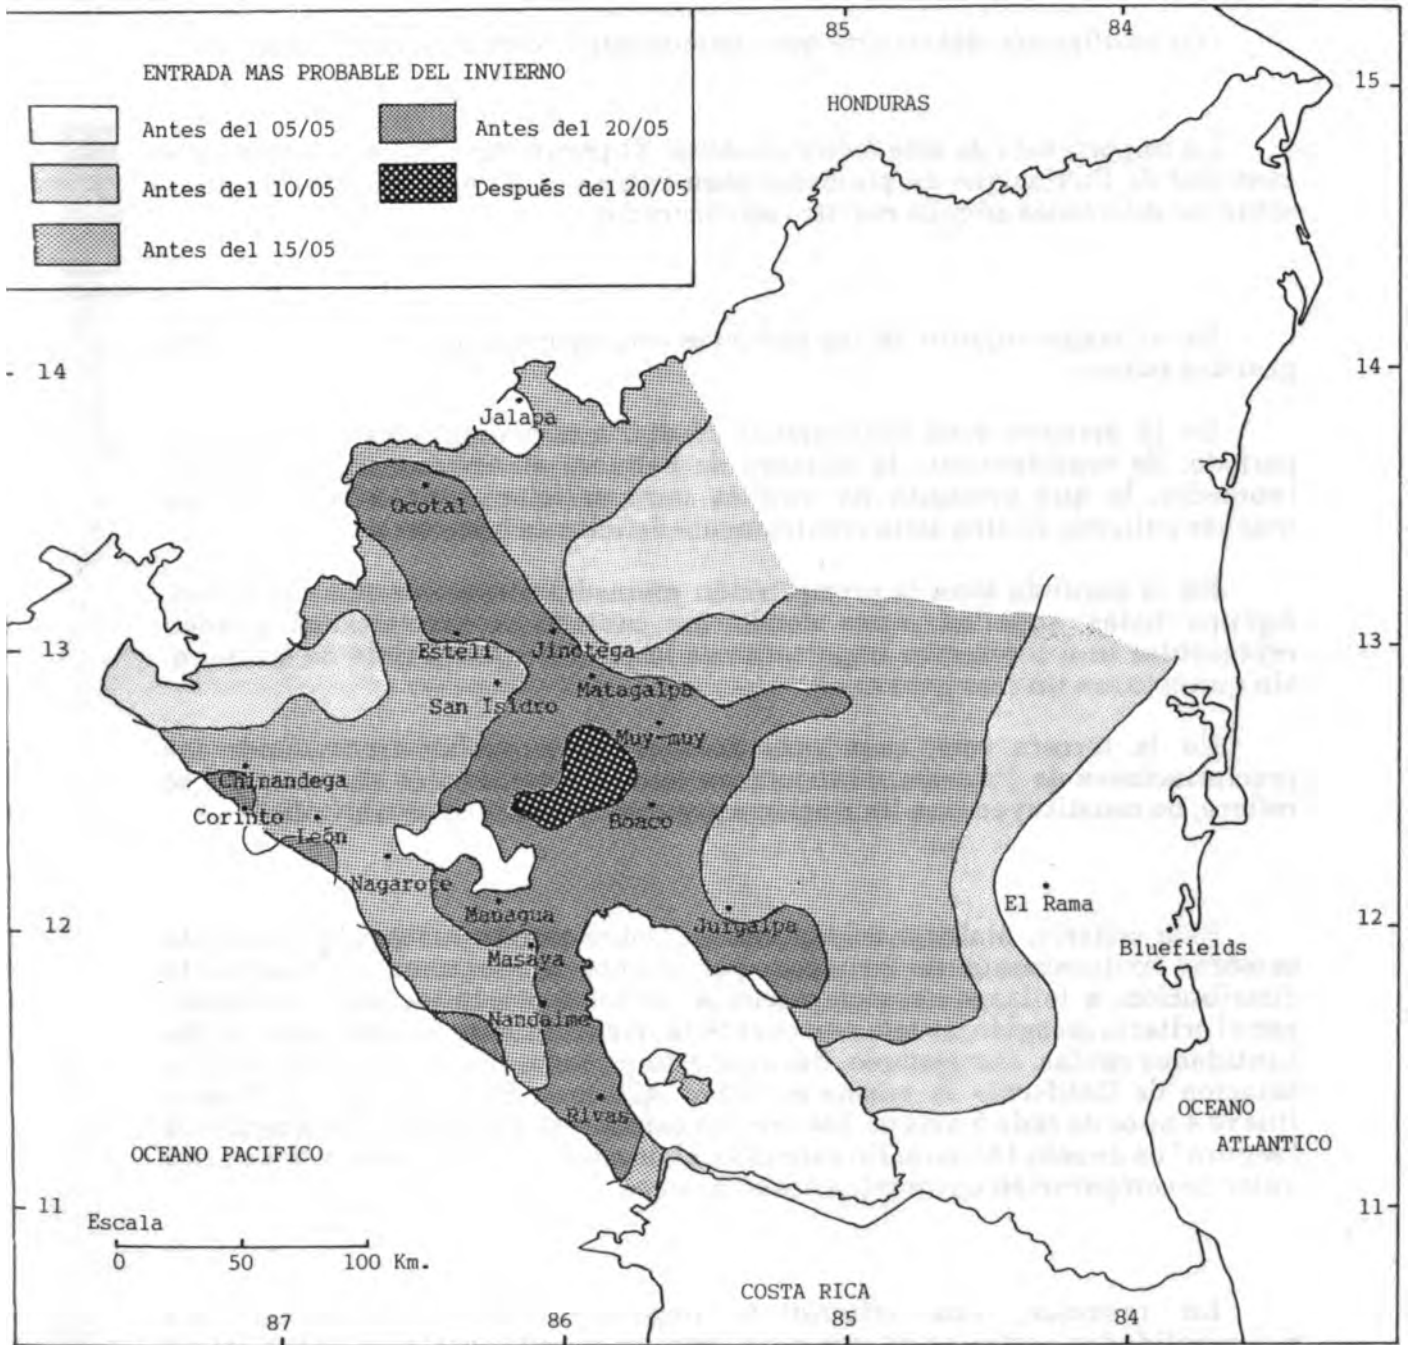 85 84
ENTRADA MAS PROBABLE DEL INVIERNO
15
HONDURAS
Antes del 05/05
Antes del 20/05
Antes del 10/05
Después del 20/05
Antes del 15/05
14 14
Jalapa
Ocotal
13 13
Estelí
Jinotega
Matagalpa
San Isidro
Muy-muy
Chinandega
Corinto
León
Boaco
Nagarote
Managua
El Rama
12 12
Juigalpa
Bluefields
Masaya
Nandaime
Rivas
OCEANO
ATLANTICO
OCEANO PACIFICO
11 11
Escala
0 50 100 Km.
COSTA RICA
87 86 85 84